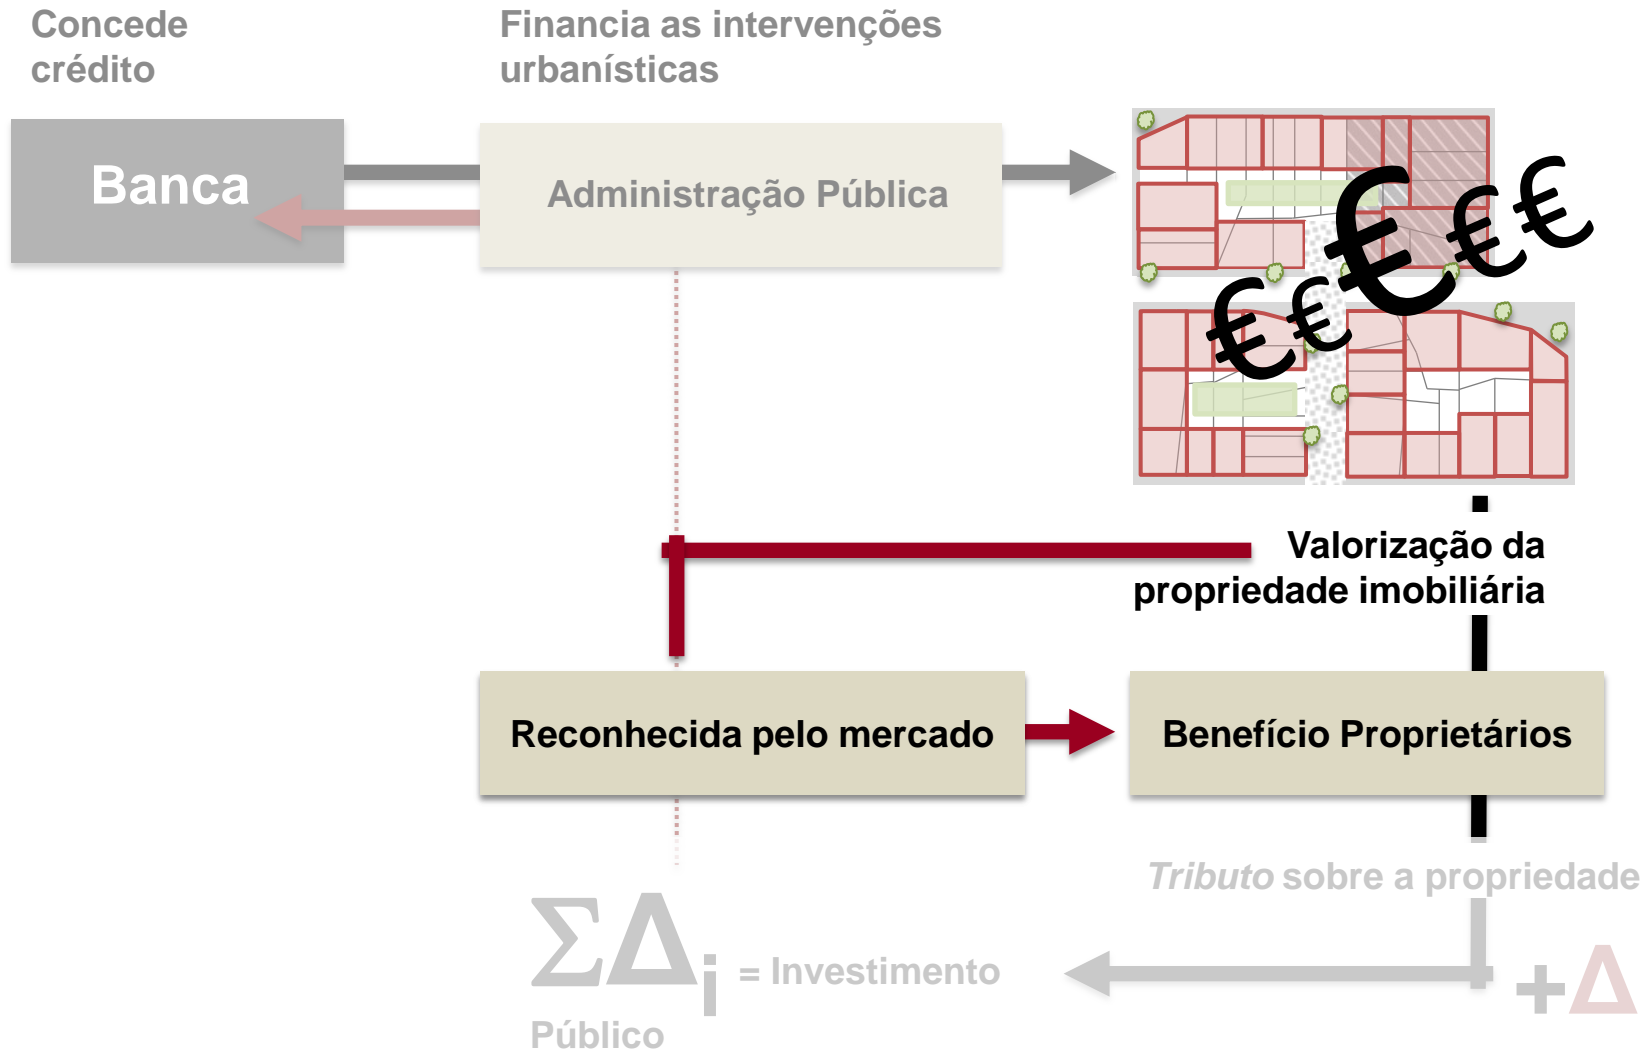 Concede
crédito
Financia as intervenções
urbanísticas
Banca
Administração Pública
€
€
€
€
€
Valorização da
propriedade imobiliária
Reconhecida pelo mercado
Benefício Proprietários
Tributo sobre a propriedade
ΣΔi = Investimento
Público
+Δ